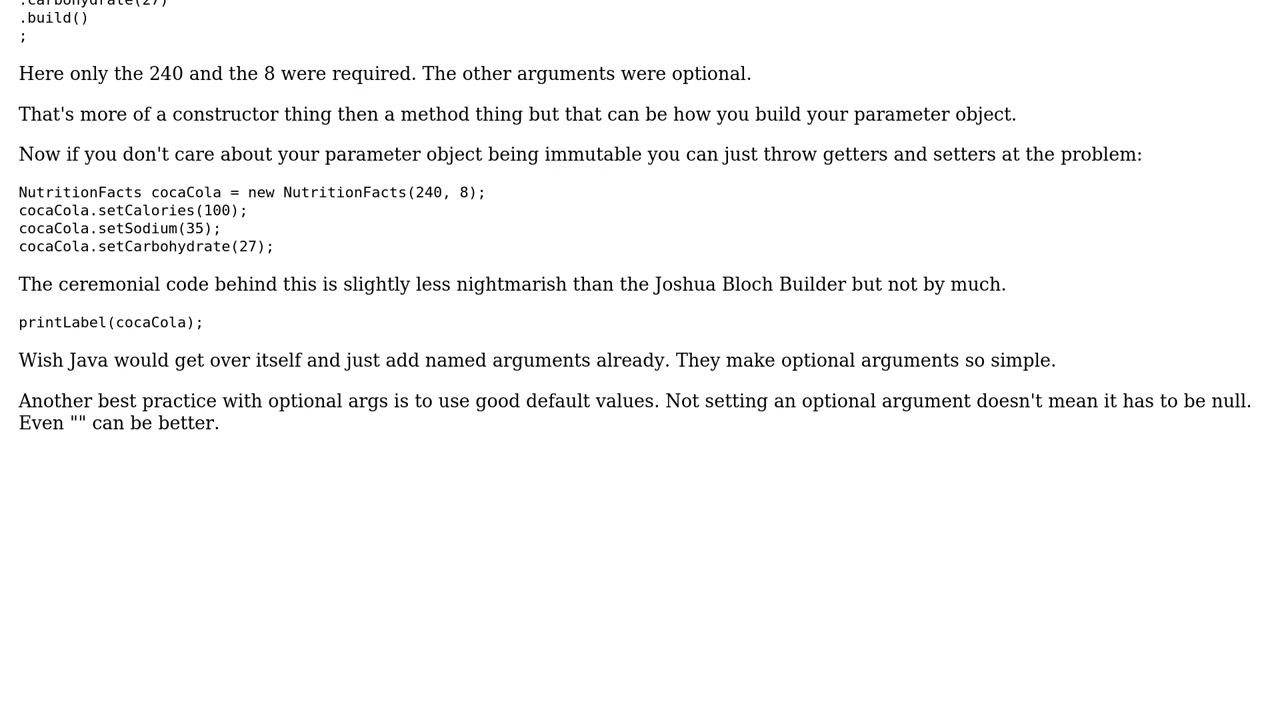 .carbohydrate(27)
.build()
;
Here only the 240 and the 8 were required. The other arguments were optional.
That's more of a constructor thing then a method thing but that can be how you build your parameter object.
Now if you don't care about your parameter object being immutable you can just throw getters and setters at the problem:
NutritionFacts cocaCola = new NutritionFacts(240, 8);
cocaCola.setCalories(100);
cocaCola.setSodium(35);
cocaCola.setCarbohydrate(27);
The ceremonial code behind this is slightly less nightmarish than the Joshua Bloch Builder but not by much.
printLabel(cocaCola);
Wish Java would get over itself and just add named arguments already. They make optional arguments so simple.
Another best practice with optional args is to use good default values. Not setting an optional argument doesn't mean it has to be null.
Even "" can be better.